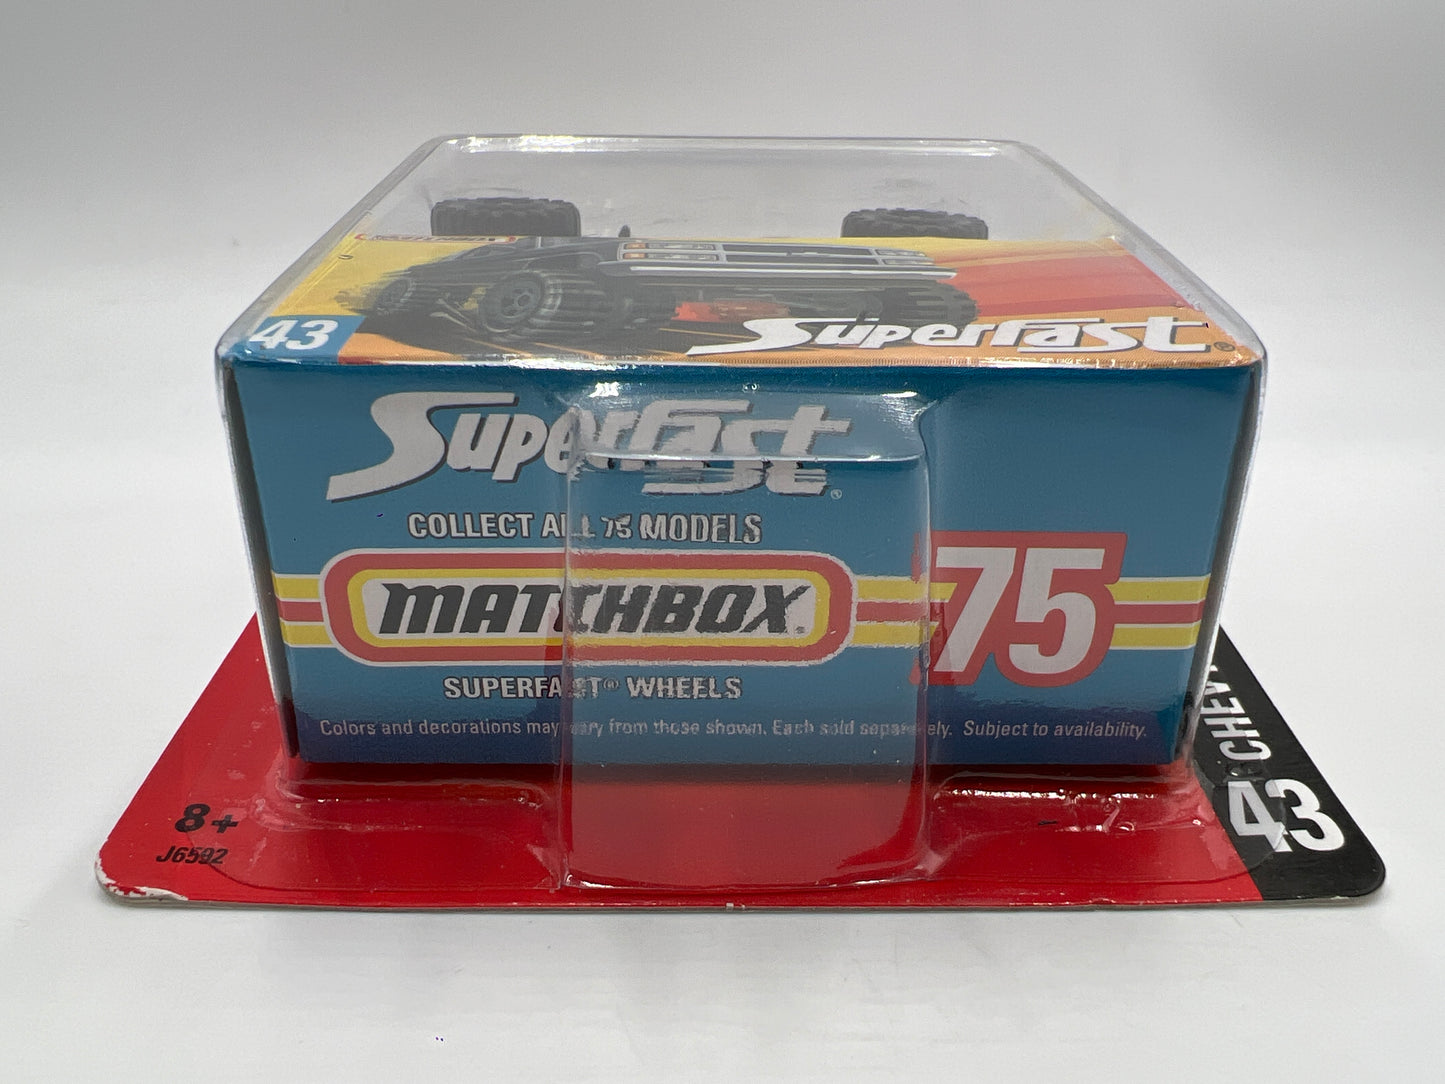 43
Superfast®
Superfast®
COLLECT ALL 75 MODELS
MATCHBOX.
75
SUPERFAST® WHEELS
Colors and decorations may vary from those shown. Each sold separately. Subject to availability.
8+
J6592
43